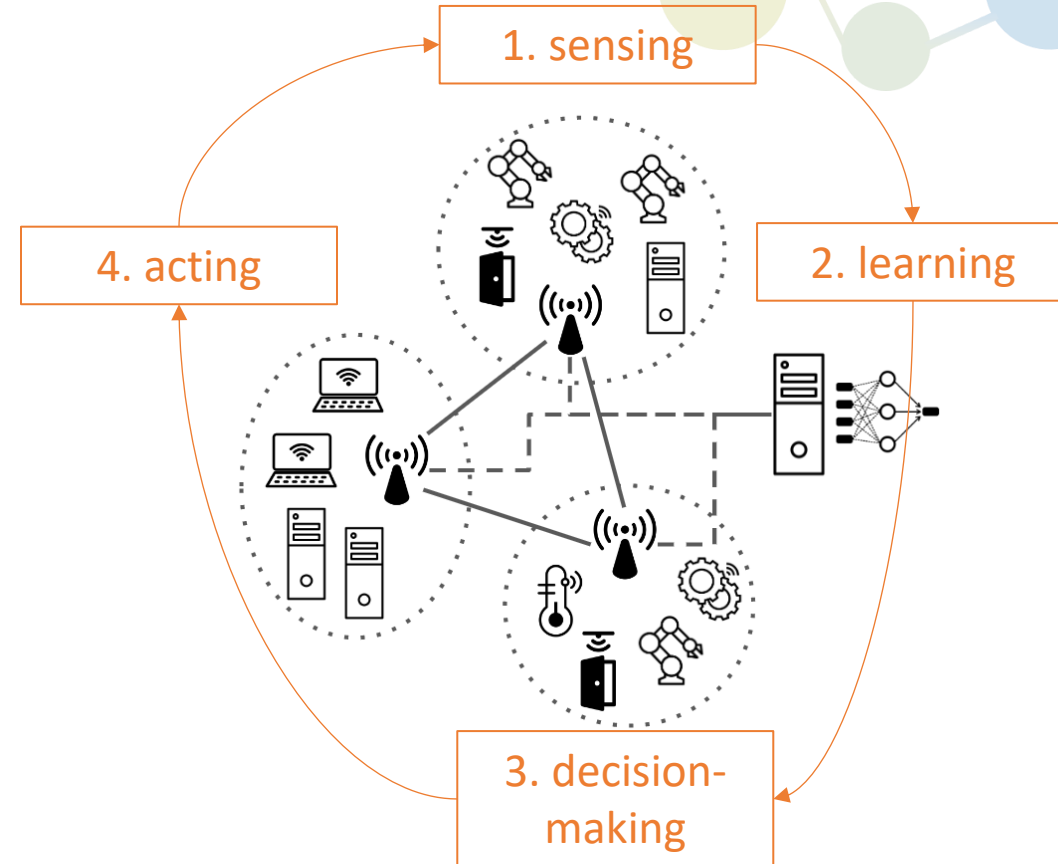 1. sensing
2. learning
3. decision-
making
4. acting